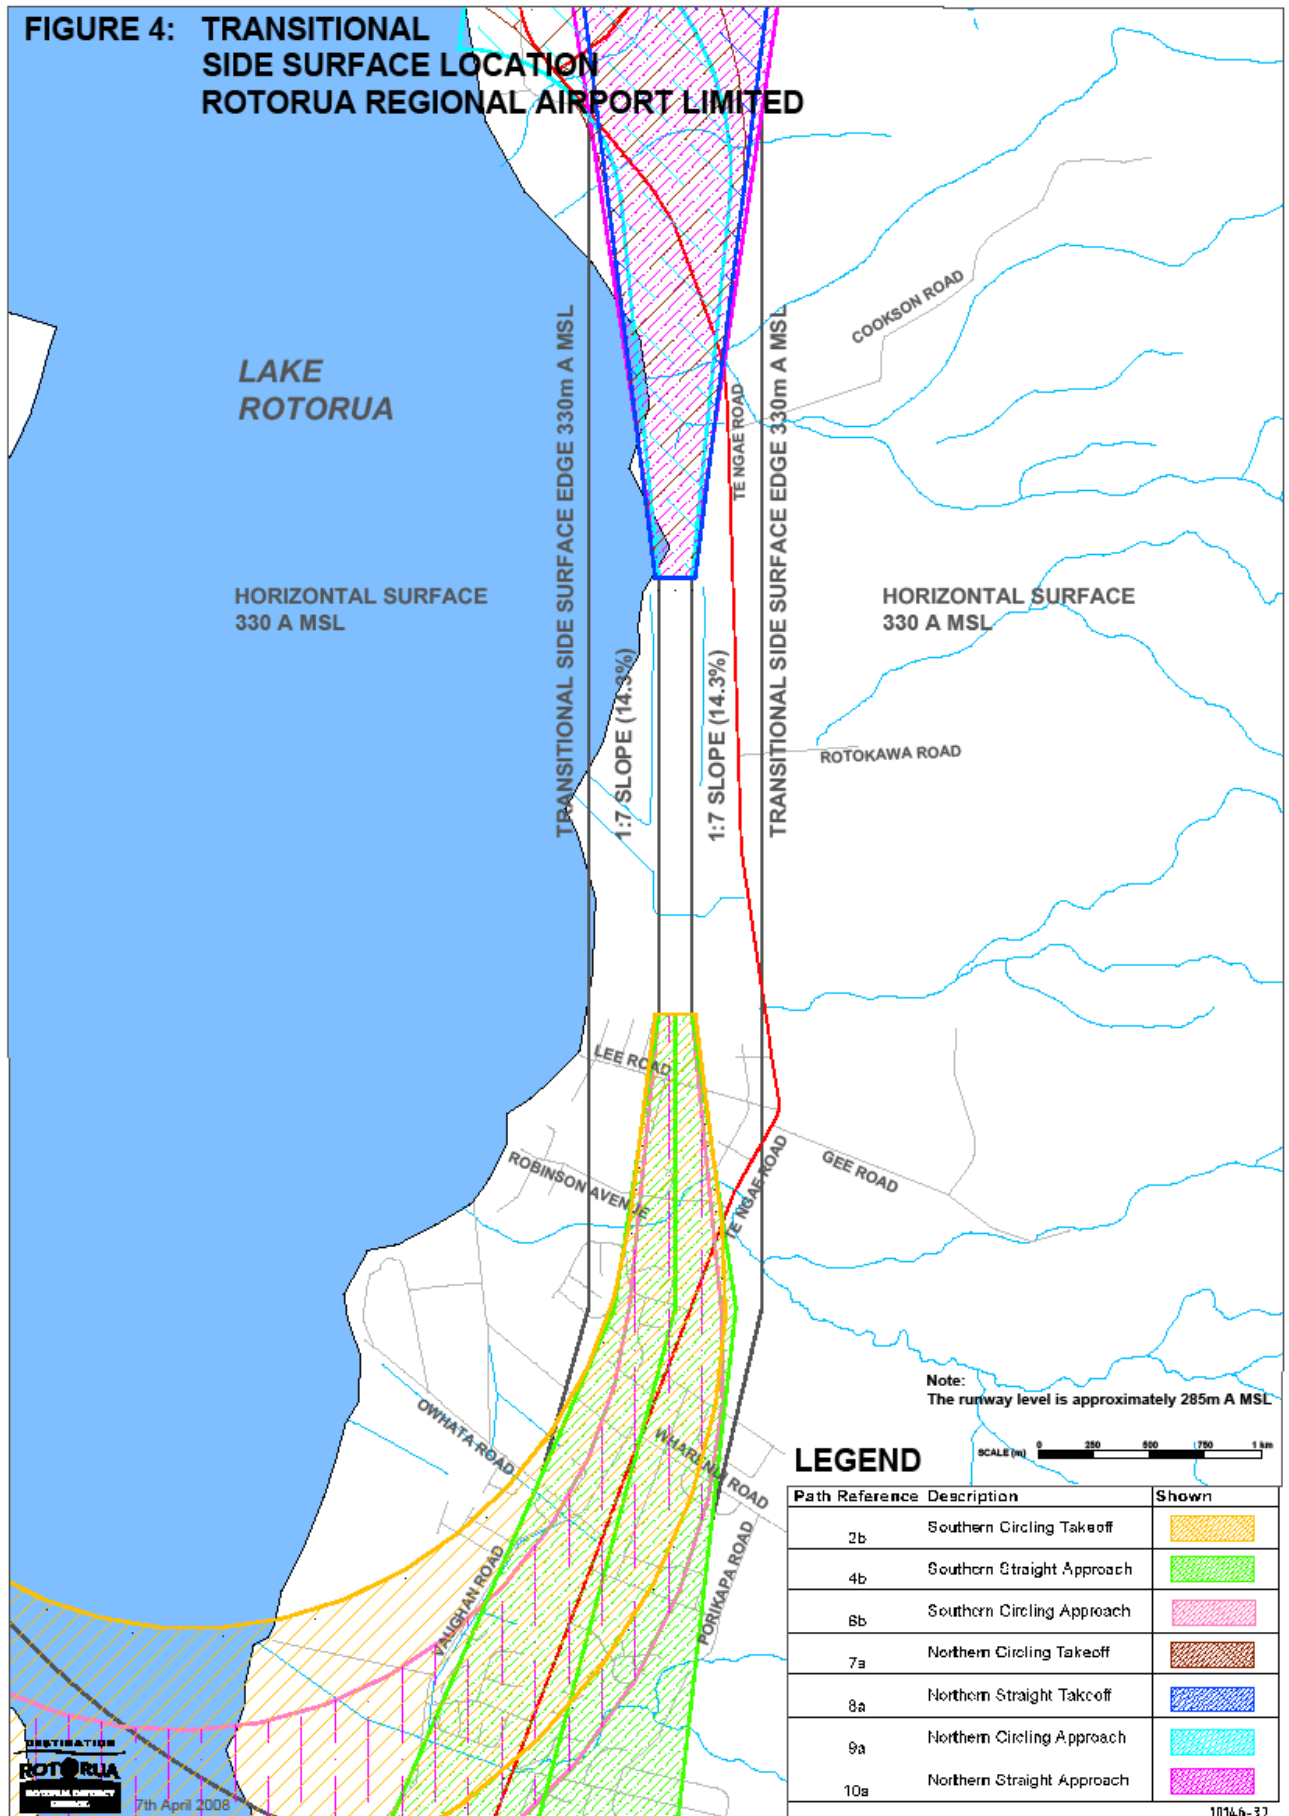 FIGURE 4: TRANSITIONAL
SIDE SURFACE LOCATION
ROTORUA REGIONAL AIRPORT LIMITED
COOKSON ROAD
LAKE
ROTORUA
TRANSITIONAL SIDE SURFACE EDGE 330m A MSL
TE NGAE ROAD
TRANSITIONAL SIDE SURFACE EDGE 330m A MSL
HORIZONTAL SURFACE
330 A MSL
HORIZONTAL SURFACE
330 A MSL
1:7 SLOPE (14.3%)
1:7 SLOPE (14.3%)
ROTOKAWA ROAD
LEE ROAD
ROBINSON AVENUE
TE NGAE ROAD
GEE ROAD
Note:
The runway level is approximately 285m A MSL
OWHATA ROAD
WHARENUI ROAD
VAUGHAN ROAD
PORIKAPA ROAD
LEGEND
SCALE (m) 0 250 500 750 1 km
Path Reference Description Shown
2b Southern Circling Takeoff
4b Southern Straight Approach
6b Southern Circling Approach
7a Northern Circling Takeoff
8a Northern Straight Takeoff
9a Northern Circling Approach
10a Northern Straight Approach
DESTINATION
ROTORUA
ROTORUA DISTRICT
COUNCIL
7th April 2008